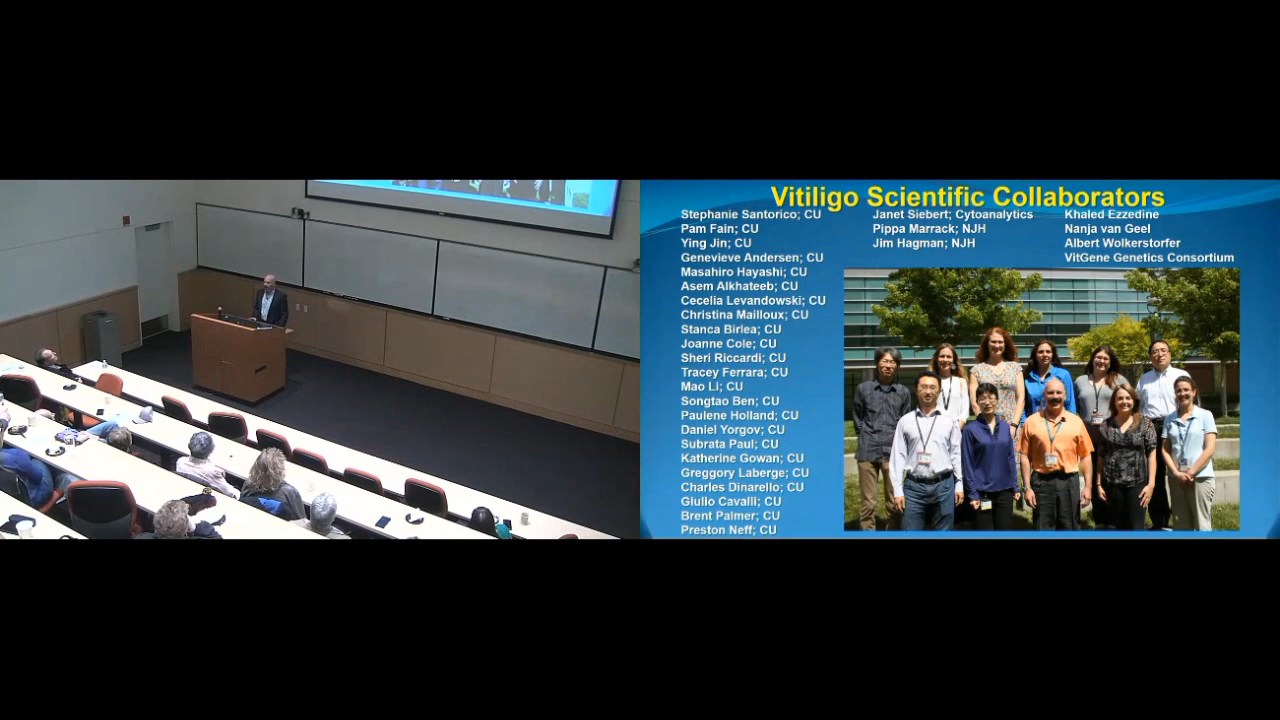 Vitiligo Scientific Collaborators
Stephanie Santorico; CU
Pam Fain; CU
Ying Jin; CU
Genevieve Andersen; CU
Masahiro Hayashi; CU
Asem Alkhateeb; CU
Cecelia Levandowski; CU
Christina Mailloux; CU
Stanca Birlea; CU
Joanne Cole; CU
Sheri Riccardi; CU
Tracey Ferrara; CU
Mao Li; CU
Songtao Ben; CU
Paulene Holland; CU
Daniel Yorgov; CU
Subrata Paul; CU
Katherine Gowan; CU
Greggory Laberge; CU
Charles Dinarello; CU
Giulio Cavalli; CU
Brent Palmer; CU
Preston Neff; CU
Janet Siebert; Cytoanalytics
Pippa Marrack; NJH
Jim Hagman; NJH
Khaled Ezzedine
Nanja van Geel
Albert Wolkerstorfer
VitGene Genetics Consortium